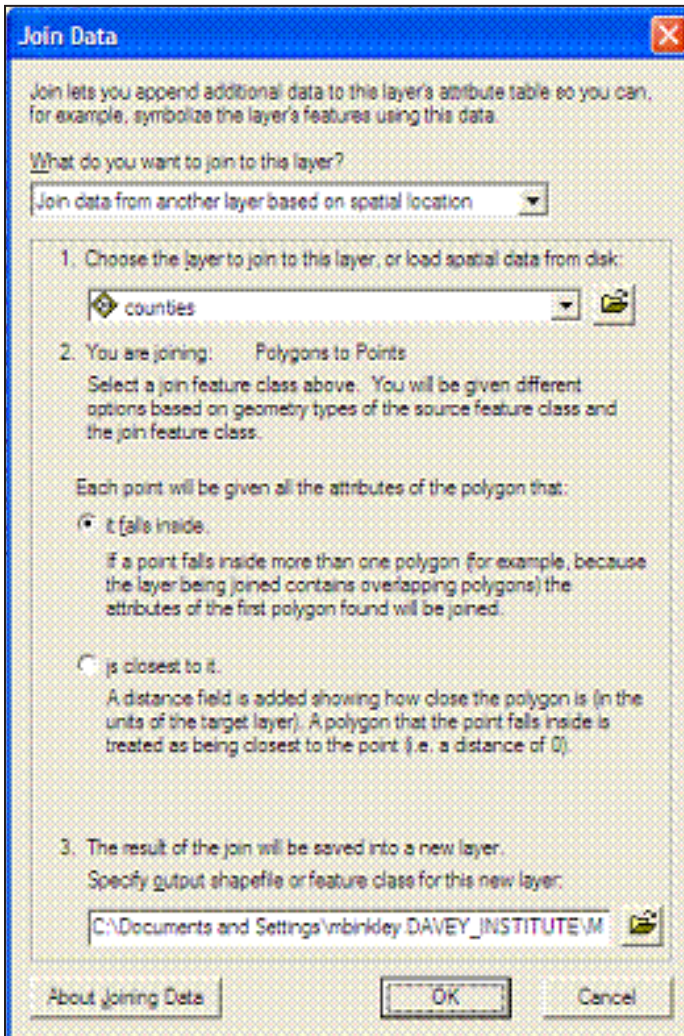 Join Data
Join lets you append additional data to this layer's attribute table so you can,
for example, symbolize the layer's features using this data.
What do you want to join to this layer?
Join data from another layer based on spatial location
1. Choose the layer to join to this layer, or load spatial data from disk:
counties
2. You are joining: Polygons to Points
Select a join feature class above. You will be given different
options based on geometry types of the source feature class and
the join feature class.
Each point will be given all the attributes of the polygon that:
it falls inside.
If a point falls inside more than one polygon (for example, because
the layer being joined contains overlapping polygons) the
attributes of the first polygon found will be joined.
is closest to it.
A distance field is added showing how close the polygon is (in the
units of the target layer). A polygon that the point falls inside is
treated as being closest to the point (i.e. a distance of 0).
3. The result of the join will be saved into a new layer.
Specify output shapefile or feature class for this new layer:
C:\Documents and Settings\mbinkley.DAVEY_INSTITUTE\M
About Joining Data
OK
Cancel